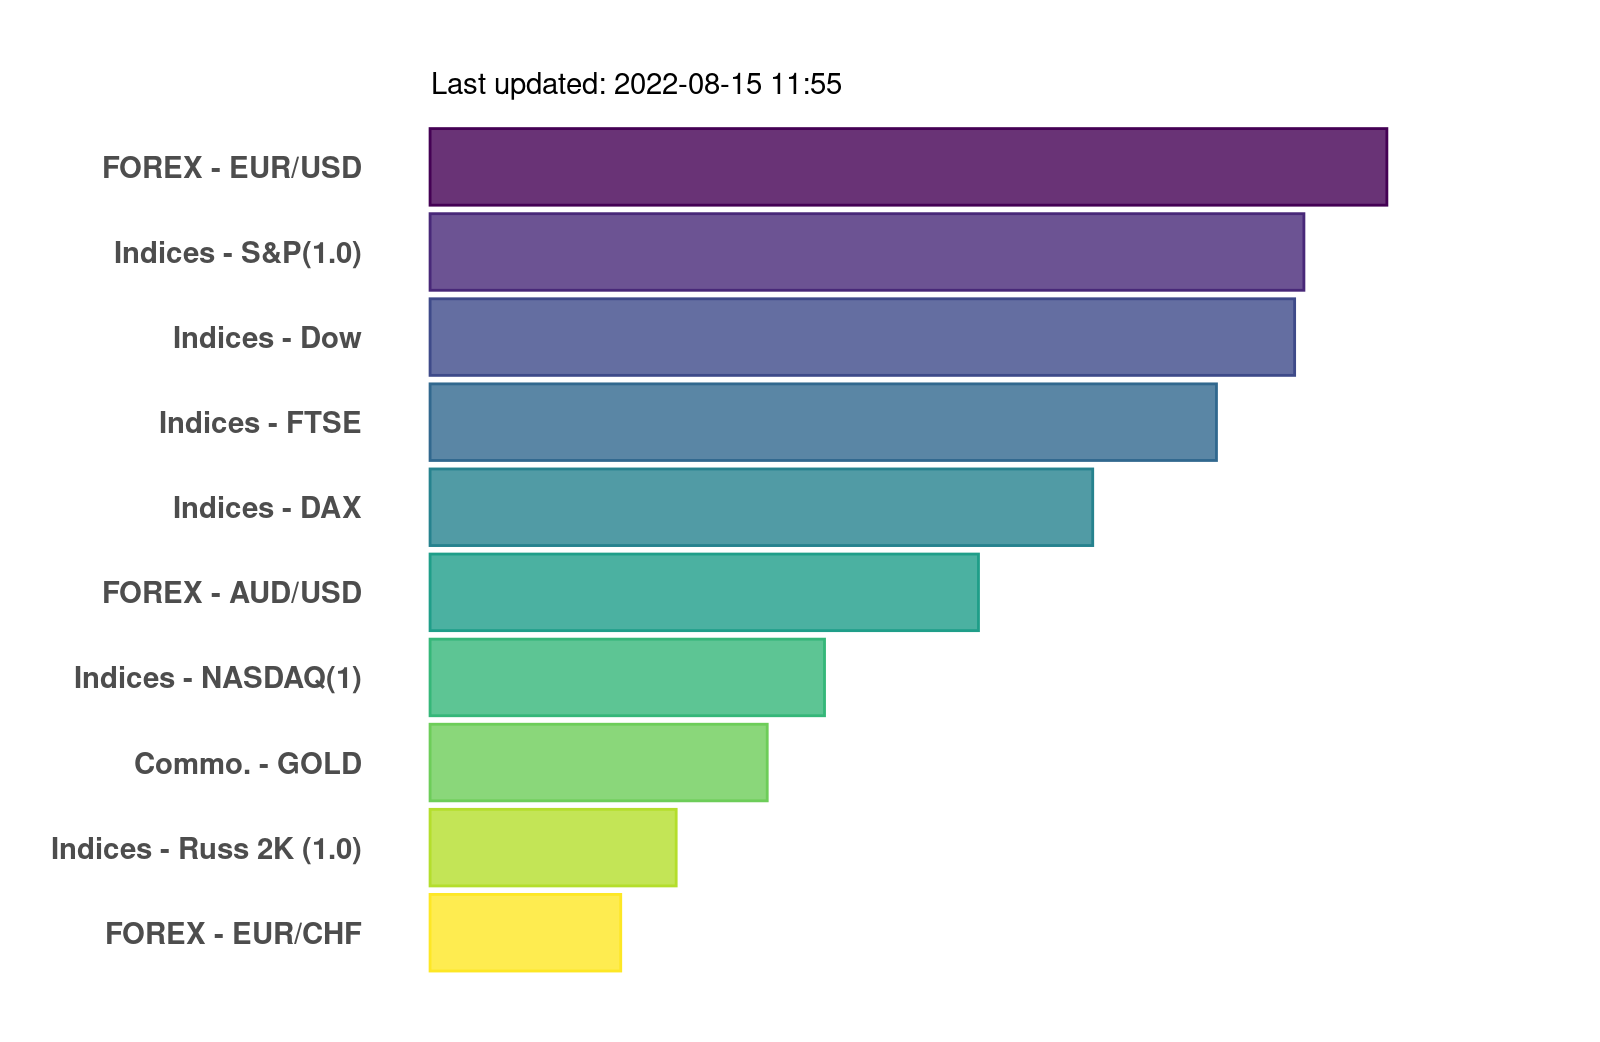 Last updated: 2022-08-15 11:55
FOREX - EUR/USD
Indices - S&P(1.0)
Indices - Dow
Indices - FTSE
Indices - DAX
FOREX - AUD/USD
Indices - NASDAQ(1)
Commo. - GOLD
Indices - Russ 2K (1.0)
FOREX - EUR/CHF